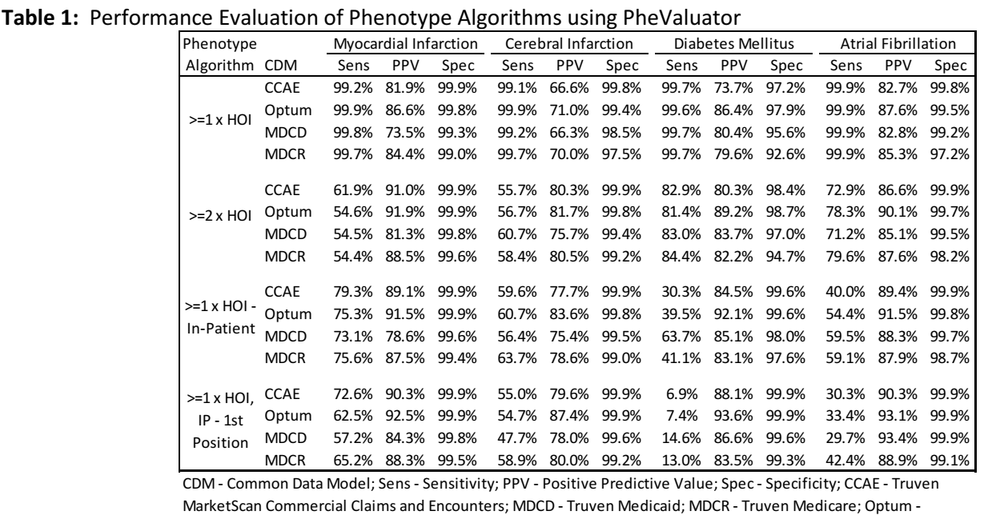 Table 1: Performance Evaluation of Phenotype Algorithms using PheValuator
Phenotype Myocardial Infarction Cerebral Infarction Diabetes Mellitus Atrial Fibrillation
Algorithm CDM Sens PPV Spec Sens PPV Spec Sens PPV Spec Sens PPV Spec
>=1 x HOI
CCAE 99.2% 81.9% 99.9% 99.1% 66.6% 99.8% 99.7% 73.7% 97.2% 99.9% 82.7% 99.8%
Optum 99.9% 86.6% 99.8% 99.9% 71.0% 99.4% 99.6% 86.4% 97.9% 99.9% 87.6% 99.5%
MDCD 99.8% 73.5% 99.3% 99.2% 66.3% 98.5% 99.7% 80.4% 95.6% 99.9% 82.8% 99.2%
MDCR 99.7% 84.4% 99.0% 99.7% 70.0% 97.5% 99.7% 79.6% 92.6% 99.9% 85.3% 97.2%
>=2 x HOI
CCAE 61.9% 91.0% 99.9% 55.7% 80.3% 99.9% 82.9% 80.3% 98.4% 72.9% 86.6% 99.9%
Optum 54.6% 91.9% 99.9% 56.7% 81.7% 99.8% 81.4% 89.2% 98.7% 78.3% 90.1% 99.7%
MDCD 54.5% 81.3% 99.8% 60.7% 75.7% 99.4% 83.0% 83.7% 97.0% 71.2% 85.1% 99.5%
MDCR 54.4% 88.5% 99.6% 58.4% 80.5% 99.2% 84.4% 82.2% 94.7% 79.6% 87.6% 98.2%
>=1 x HOI -
In-Patient
CCAE 79.3% 89.1% 99.9% 59.6% 77.7% 99.9% 30.3% 84.5% 99.6% 40.0% 89.4% 99.9%
Optum 75.3% 91.5% 99.9% 60.7% 83.6% 99.8% 39.5% 92.1% 99.6% 54.4% 91.5% 99.8%
MDCD 73.1% 78.6% 99.6% 56.4% 75.4% 99.5% 63.7% 85.1% 98.0% 59.5% 88.3% 99.7%
MDCR 75.6% 87.5% 99.4% 63.7% 78.6% 99.0% 41.1% 83.1% 97.6% 59.1% 87.9% 98.7%
>=1 x HOI,
IP - 1st
Position
CCAE 72.6% 90.3% 99.9% 55.0% 79.6% 99.9% 6.9% 88.1% 99.9% 30.3% 90.3% 99.9%
Optum 62.5% 92.5% 99.9% 54.7% 87.4% 99.9% 7.4% 93.6% 99.9% 33.4% 93.1% 99.9%
MDCD 57.2% 84.3% 99.8% 47.7% 78.0% 99.6% 14.6% 86.6% 99.6% 29.7% 93.4% 99.9%
MDCR 65.2% 88.3% 99.5% 58.9% 80.0% 99.2% 13.0% 83.5% 99.3% 42.4% 88.9% 99.1%
CDM - Common Data Model; Sens - Sensitivity; PPV - Positive Predictive Value; Spec - Specificity; CCAE - Truven
MarketScan Commercial Claims and Encounters; MDCD - Truven Medicaid; MDCR - Truven Medicare; Optum -